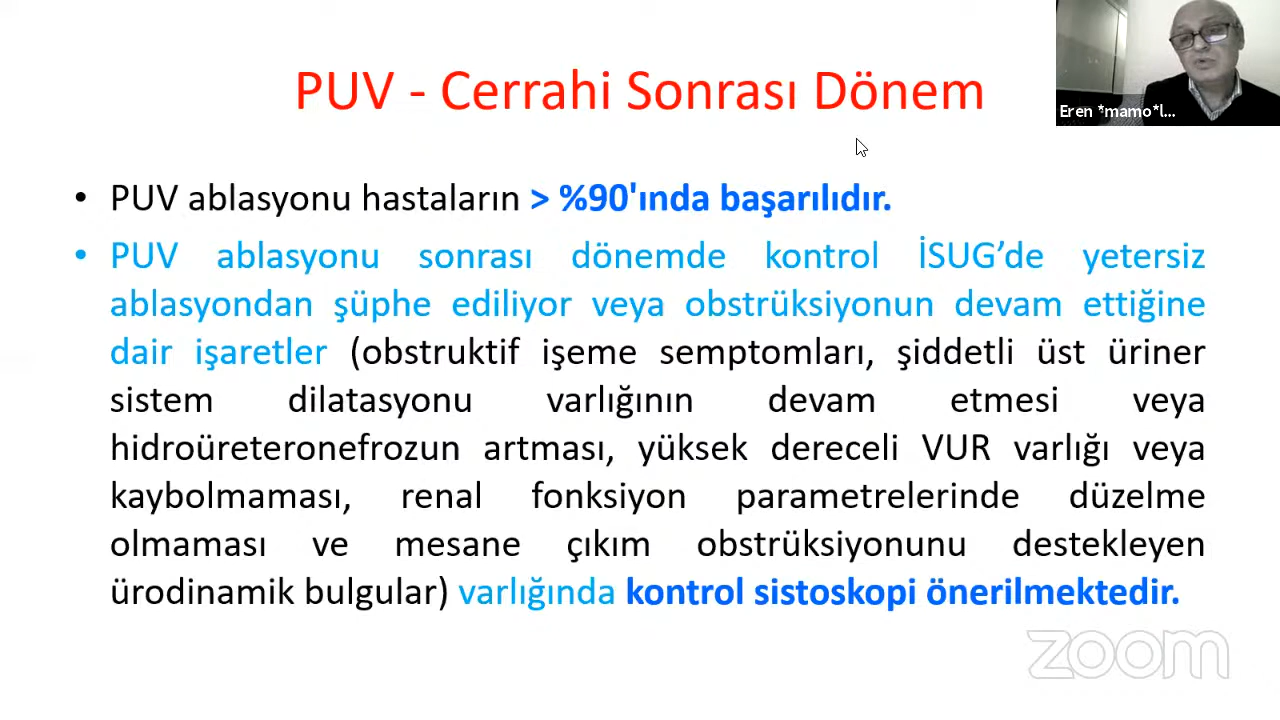 PUV - Cerrahi Sonrası Dönem
Eren *mamo*l...
• PUV ablasyonu hastaların > %90'ında başarılıdır.
• PUV ablasyonu sonrası dönemde kontrol İSUG’de yetersiz
ablasyondan şüphe ediliyor veya obstrüksiyonun devam ettiğine
dair işaretler (obstruktif işeme semptomları, şiddetli üst üriner
sistem dilatasyonu varlığının devam etmesi veya
hidroüreteronefrozun artması, yüksek dereceli VUR varlığı veya
kaybolmaması, renal fonksiyon parametrelerinde düzelme
olmaması ve mesane çıkım obstrüksiyonunu destekleyen
ürodinamik bulgular) varlığında kontrol sistoskopi önerilmektedir.
zoom